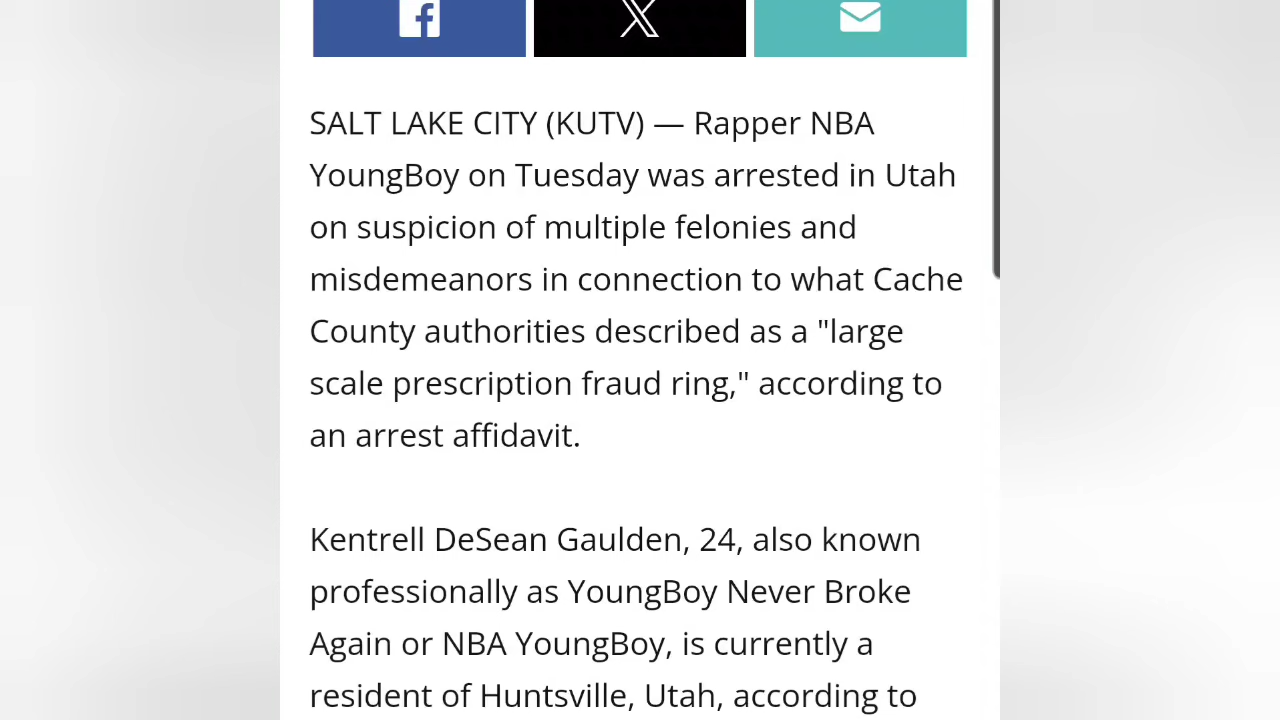 SALT LAKE CITY (KUTV) — Rapper NBA
YoungBoy on Tuesday was arrested in Utah
on suspicion of multiple felonies and
misdemeanors in connection to what Cache
County authorities described as a "large
scale prescription fraud ring," according to
an arrest affidavit.
Kentrell DeSean Gaulden, 24, also known
professionally as YoungBoy Never Broke
Again or NBA YoungBoy, is currently a
resident of Huntsville, Utah, according to